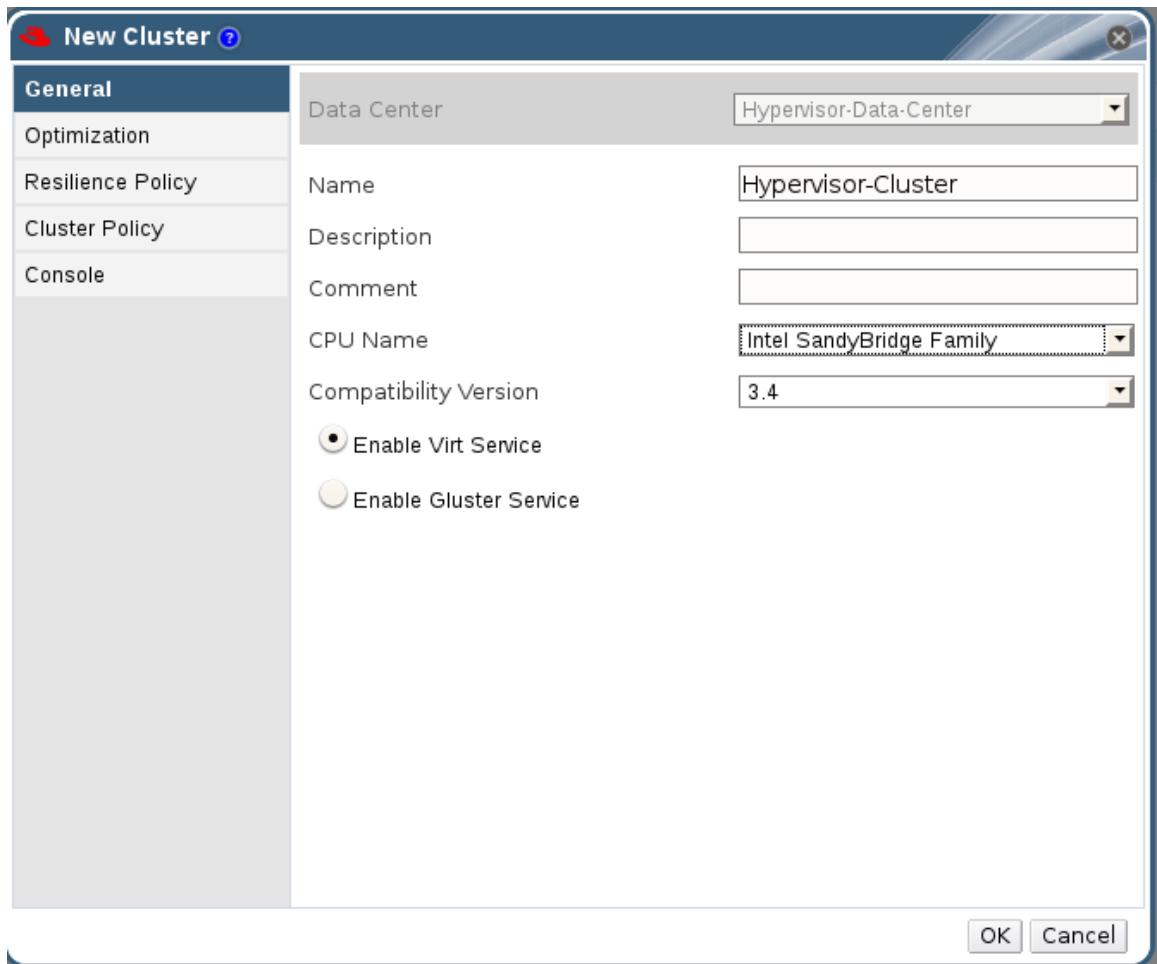 New Cluster ?
General
Optimization
Resilience Policy
Cluster Policy
Console
Data Center Hypervisor-Data-Center
Name Hypervisor-Cluster
Description
Comment
CPU Name Intel SandyBridge Family
Compatibility Version 3.4
Enable Virt Service
Enable Gluster Service
OK Cancel